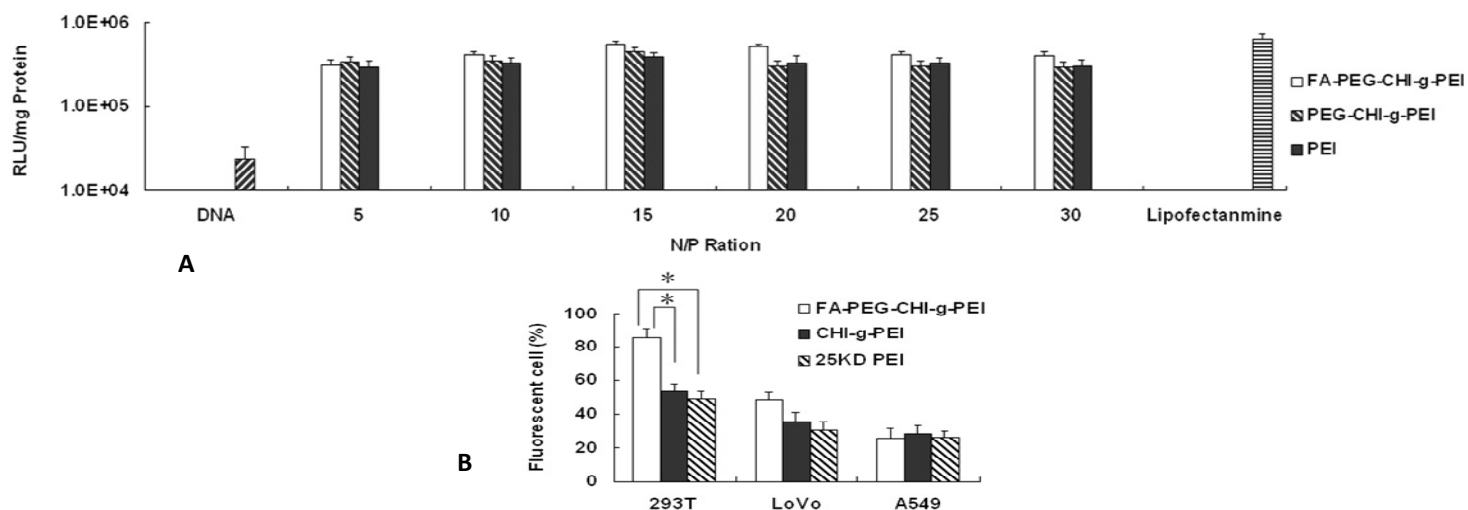 1.0E+06
1.0E+05
1.0E+04
RLU/mg Protein
DNA 5 10 15 20 25 30 Lipofectanmine
N/P Ration
FA-PEG-CHI-g-PEI
PEG-CHI-g-PEI
PEI
A
*
*
100
80
60
40
20
0
Fluorescent cell (%)
FA-PEG-CHI-g-PEI
CHI-g-PEI
25KD PEI
293T LoVo A549
B